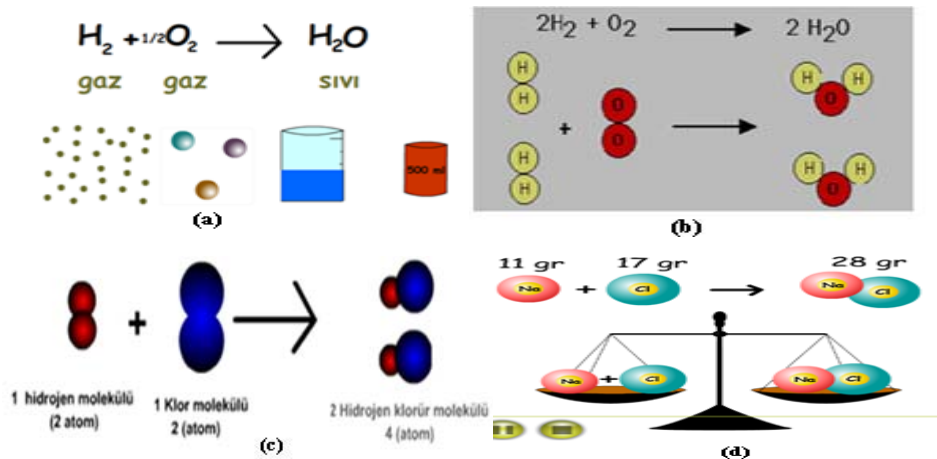 H₂ + 1/2 O₂ → H₂O
gaz gaz sıvı
500 ml
(a)
2H₂ + O₂ → 2 H₂O
H H O H
H + O → O
H O H H
H O
(b)
+
1 hidrojen molekülü
(2 atom)
1 Klor molekülü
2 (atom)
2 Hidrojen klorür molekülü
4 (atom)
(c)
11 gr 17 gr 28 gr
Na + Cl → Na Cl
Na + Cl Na Cl
(d)